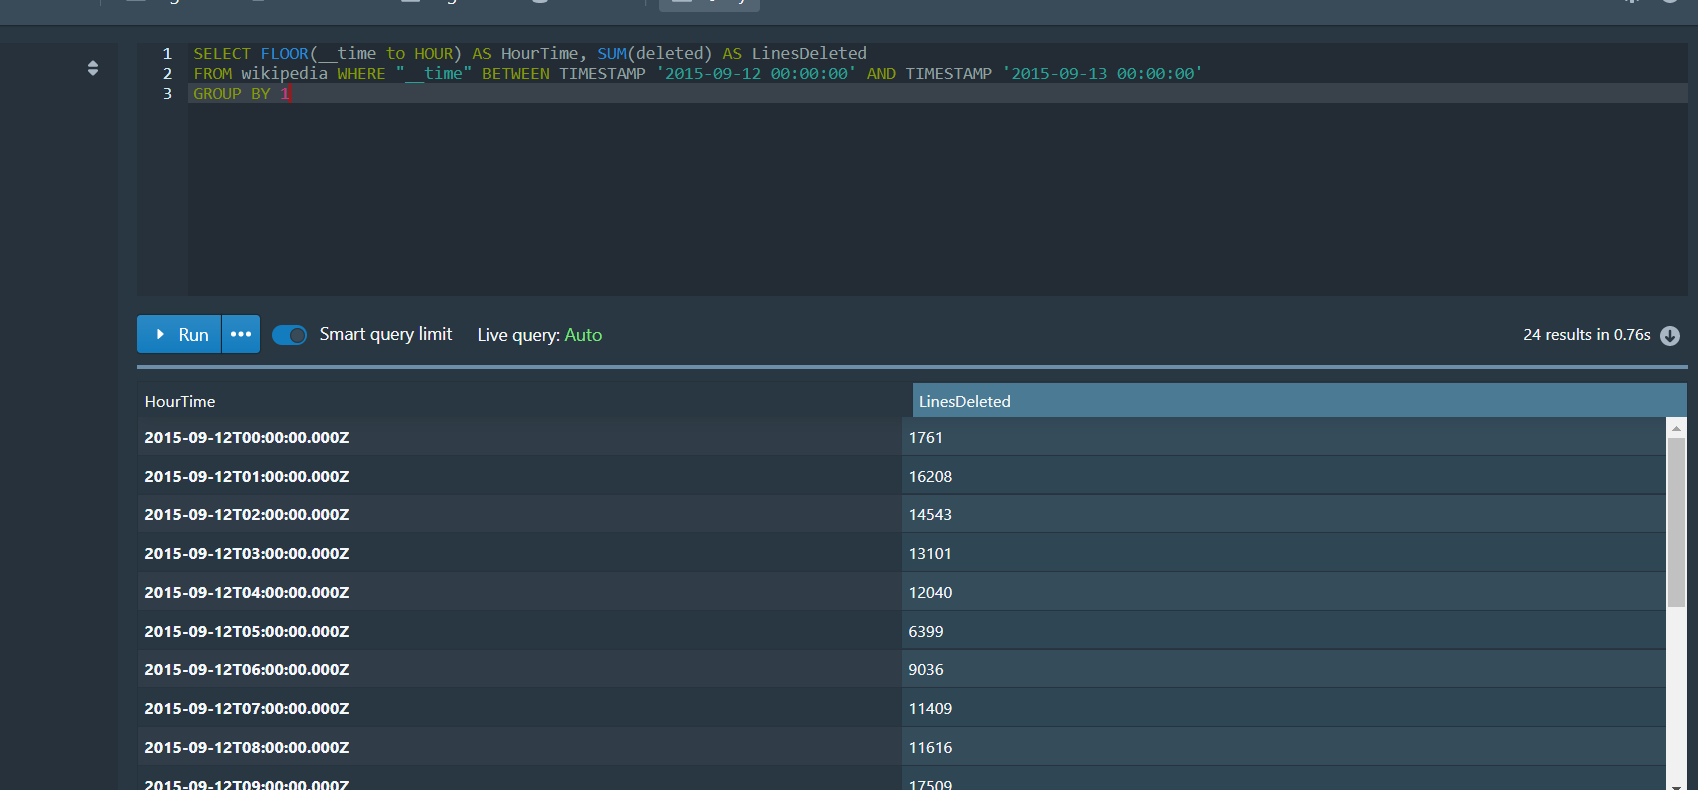 1 SELECT FLOOR(__time to HOUR) AS HourTime, SUM(deleted) AS LinesDeleted
2 FROM wikipedia WHERE "__time" BETWEEN TIMESTAMP '2015-09-12 00:00:00' AND TIMESTAMP '2015-09-13 00:00:00'
3 GROUP BY 1
Run ••• Smart query limit Live query: Auto 24 results in 0.76s
HourTime LinesDeleted
2015-09-12T00:00:00.000Z 1761
2015-09-12T01:00:00.000Z 16208
2015-09-12T02:00:00.000Z 14543
2015-09-12T03:00:00.000Z 13101
2015-09-12T04:00:00.000Z 12040
2015-09-12T05:00:00.000Z 6399
2015-09-12T06:00:00.000Z 9036
2015-09-12T07:00:00.000Z 11409
2015-09-12T08:00:00.000Z 11616
2015-09-12T09:00:00.000Z 17509